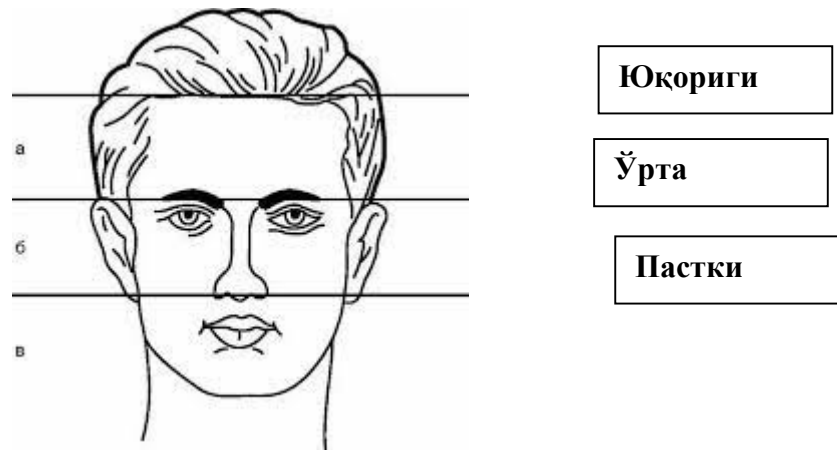 Юқориги
а
Ўрта
б
Пастки
в